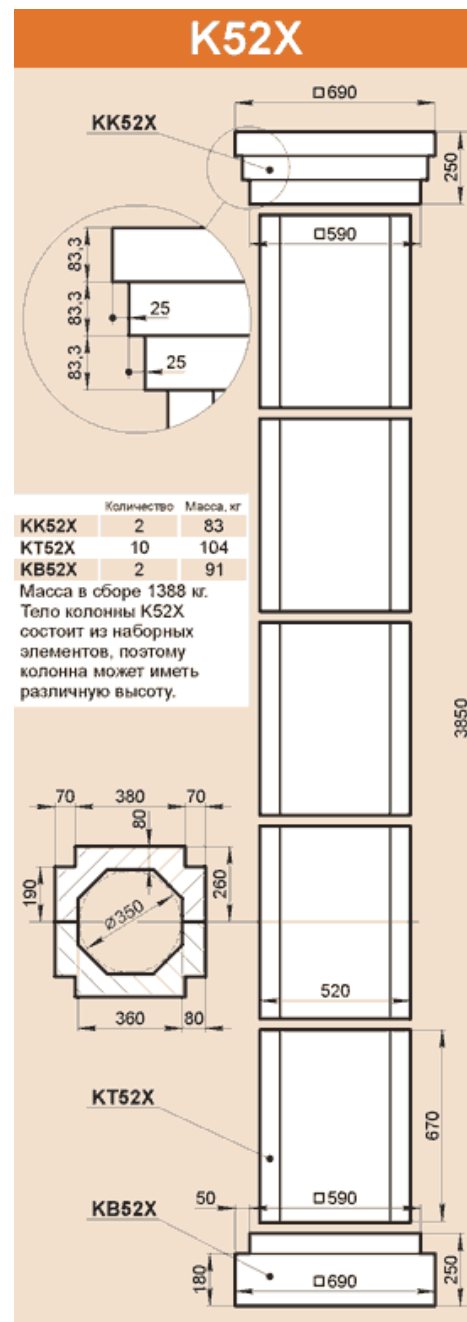 K52X
□690
KK52X
250
□590
83,3
83,3
83,3
25
25
Количество Масса, кг
KK52X 2 83
KT52X 10 104
KB52X 2 91
Масса в сборе 1388 кг.
Тело колонны K52X
состоит из наборных
элементов, поэтому
колонна может иметь
различную высоту.
3850
70 380 70
80
190
260
⌀350
360 80
520
KT52X
670
50
□590
KB52X
180
□690
250